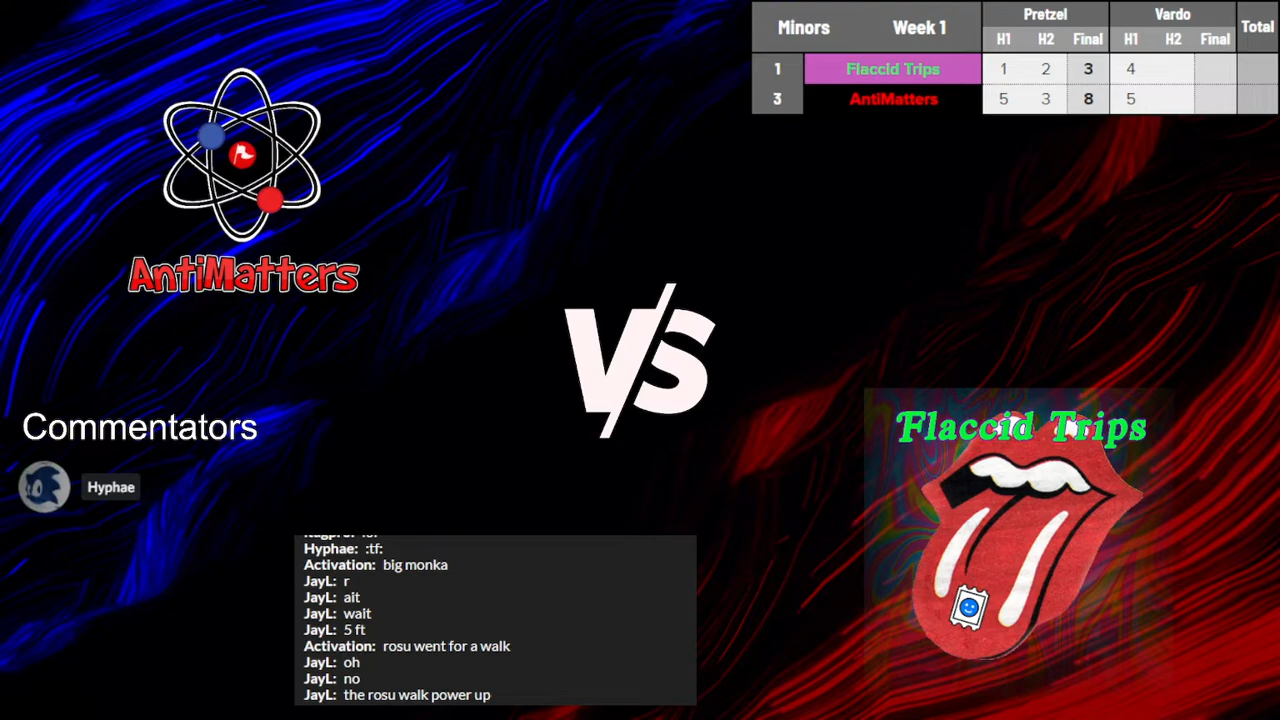 Minors Week 1 Pretzel Vardo Total
H1 H2 Final H1 H2 Final
1 Flaccid Trips 1 2 3 4
3 AntiMatters 5 3 8 5
AntiMatters
VS
Commentators
Hyphae
Flaccid Trips
Hyphae: :tf:
Activation: big monka
JayL: r
JayL: ait
JayL: wait
JayL: 5 ft
Activation: rosu went for a walk
JayL: oh
JayL: no
JayL: the rosu walk power up